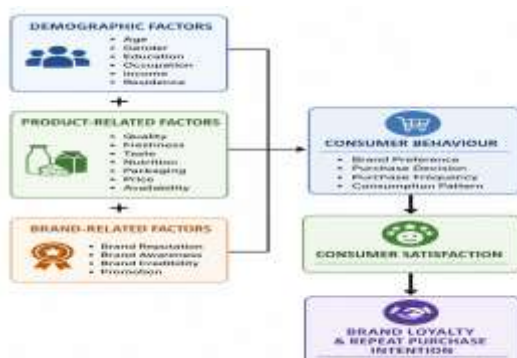 DEMOGRAPHIC FACTORS
• Age
• Gender
• Education
• Occupation
• Income
• Residence
+
PRODUCT-RELATED FACTORS
• Quality
• Freshness
• Taste
• Nutrition
• Packaging
• Price
• Availability
+
BRAND-RELATED FACTORS
• Brand Reputation
• Brand Awareness
• Brand Credibility
• Promotion
CONSUMER BEHAVIOUR
• Brand Preference
• Purchase Decision
• Purchase Frequency
• Consumption Pattern
CONSUMER SATISFACTION
BRAND LOYALTY
& REPEAT PURCHASE
INTENTION